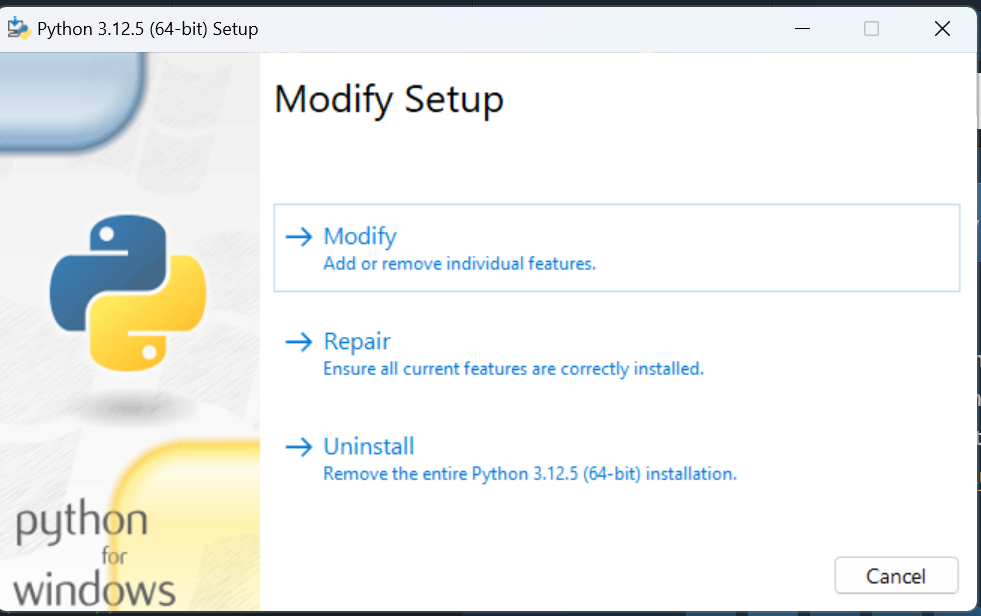 Python 3.12.5 (64-bit) Setup
Modify Setup
Modify
Add or remove individual features.
Repair
Ensure all current features are correctly installed.
Uninstall
Remove the entire Python 3.12.5 (64-bit) installation.
python
for
windows
Cancel